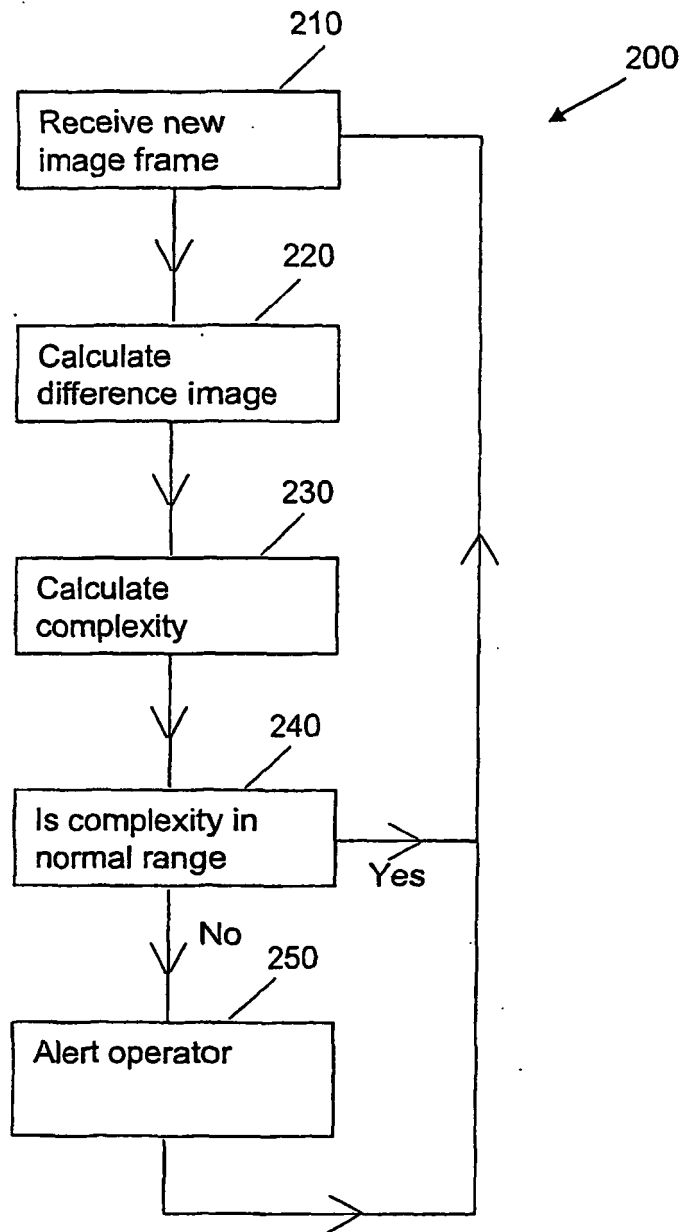 210
200
Receive new
image frame
220
Calculate
difference image
230
Calculate
complexity
240
Is complexity in
normal range
Yes
No
250
Alert operator